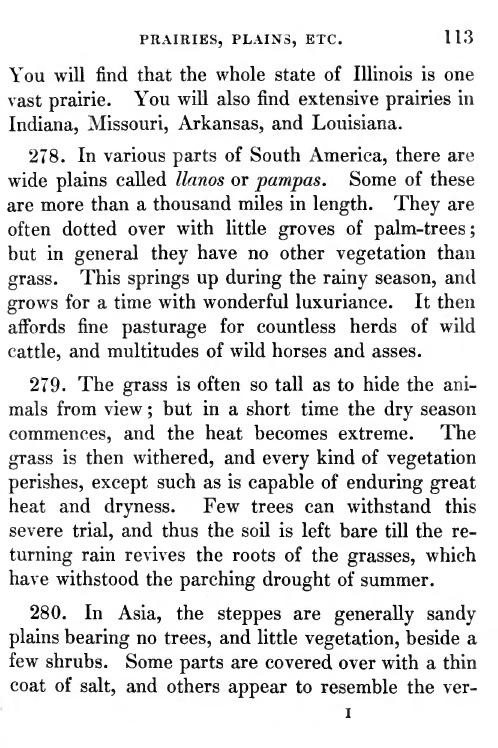 PRAIRIES, PLAINS, ETC. 113
You will find that the whole state of Illinois is one
vast prairie. You will also find extensive prairies in
Indiana, Missouri, Arkansas, and Louisiana.
278. In various parts of South America, there are
wide plains called llanos or pampas. Some of these
are more than a thousand miles in length. They are
often dotted over with little groves of palm-trees;
but in general they have no other vegetation than
grass. This springs up during the rainy season, and
grows for a time with wonderful luxuriance. It then
affords fine pasturage for countless herds of wild
cattle, and multitudes of wild horses and asses.
279. The grass is often so tall as to hide the ani-
mals from view; but in a short time the dry season
commences, and the heat becomes extreme. The
grass is then withered, and every kind of vegetation
perishes, except such as is capable of enduring great
heat and dryness. Few trees can withstand this
severe trial, and thus the soil is left bare till the re-
turning rain revives the roots of the grasses, which
have withstood the parching drought of summer.
280. In Asia, the steppes are generally sandy
plains bearing no trees, and little vegetation, beside a
few shrubs. Some parts are covered over with a thin
coat of salt, and others appear to resemble the ver-
I